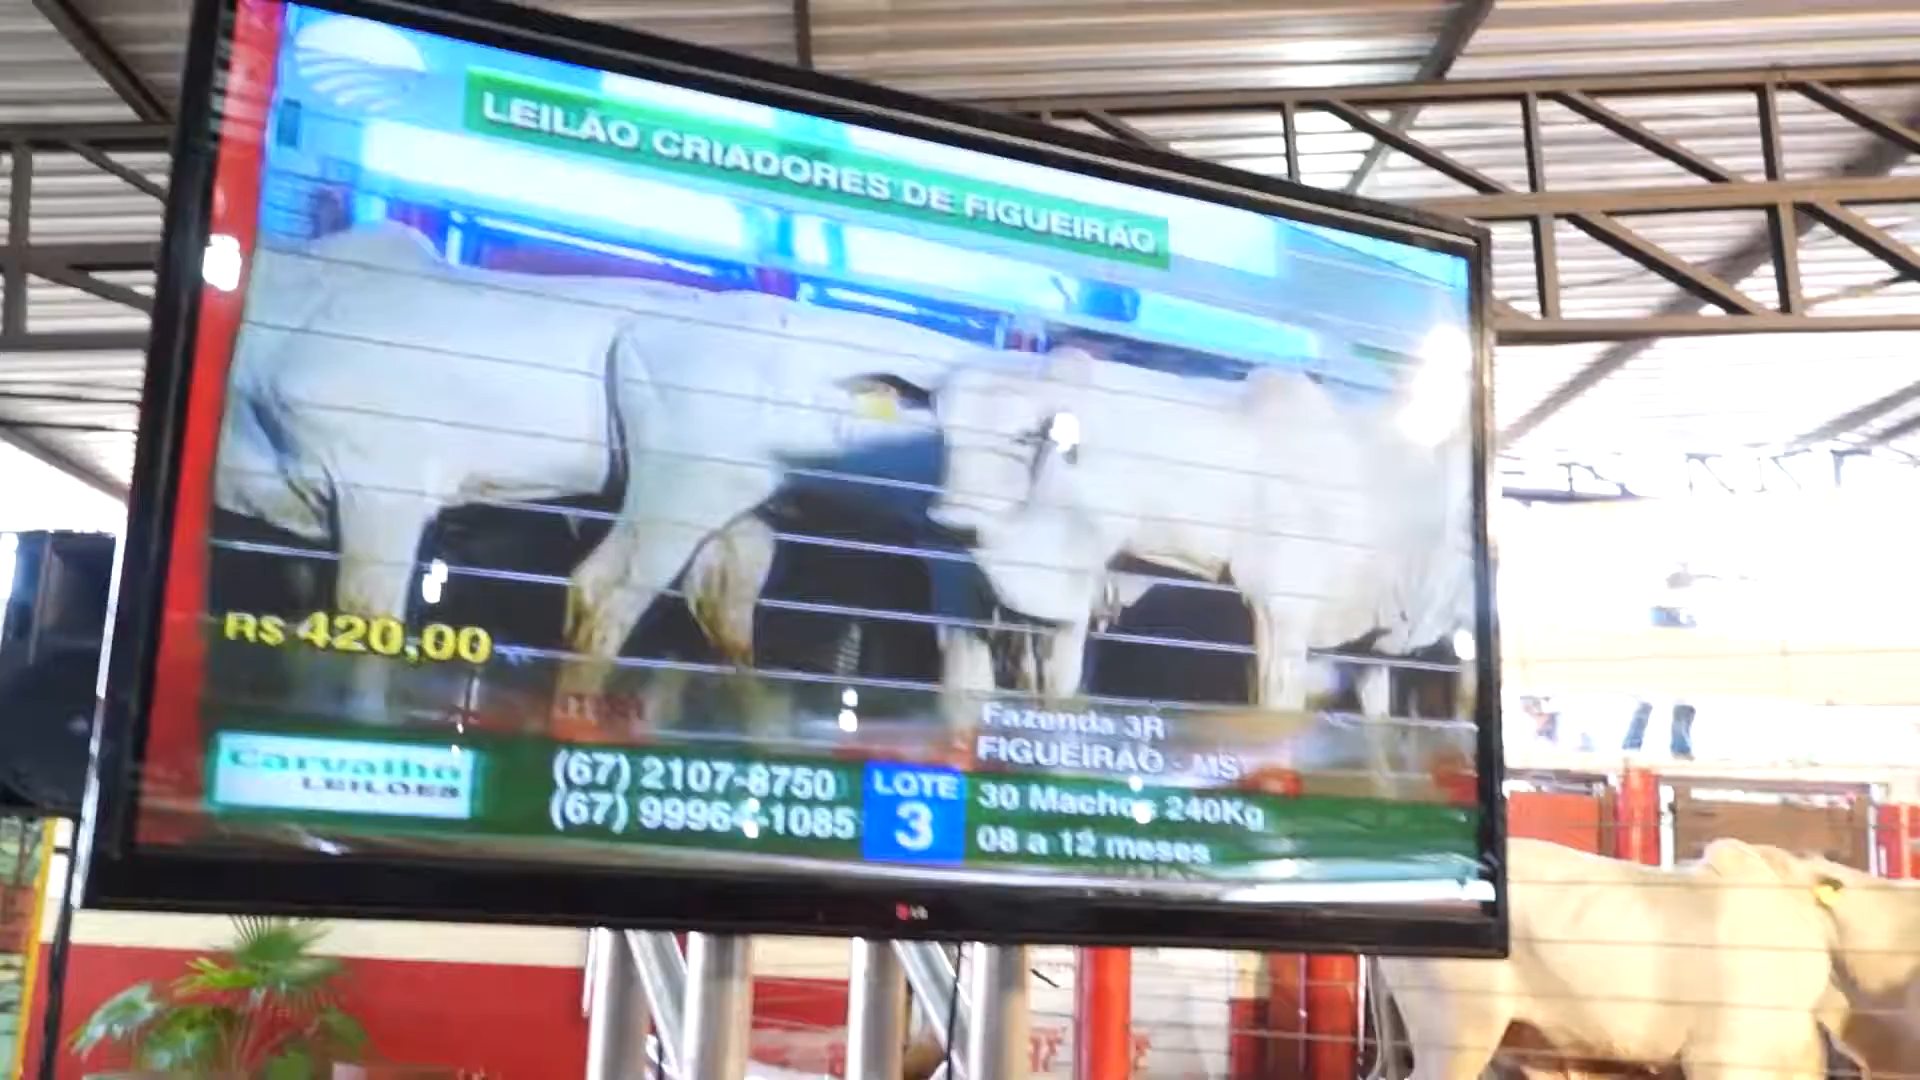 LEILÃO CRIADORES DE FIGUEIRÃO
R$ 420,00
Fazenda 3R
FIGUEIRÃO - MS
Carvalho
LEILÕES
(67) 2107-8750
(67) 99964-1085
LOTE
3
30 Machos 240Kg
08 a 12 meses
LG